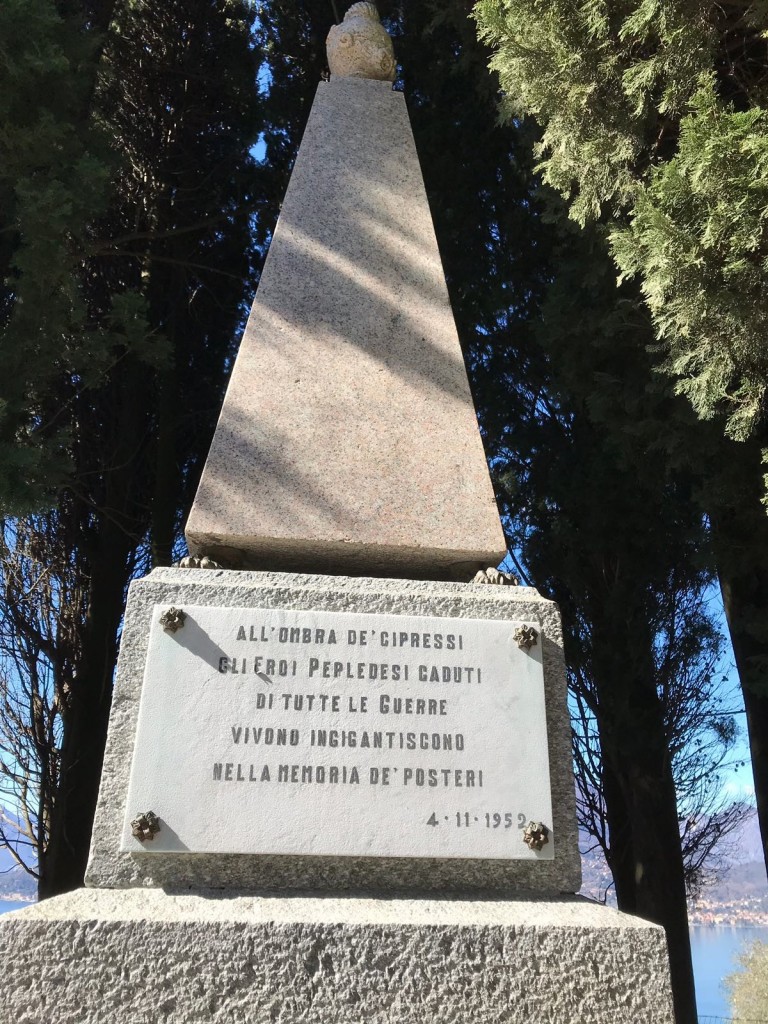 ALL'OMBRA DE' CIPRESSI
GLI EROI PEPLEDESI CADUTI
DI TUTTE LE GUERRE
VIVONO INGIGANTISCONO
NELLA MEMORIA DE' POSTERI
4·11·1952